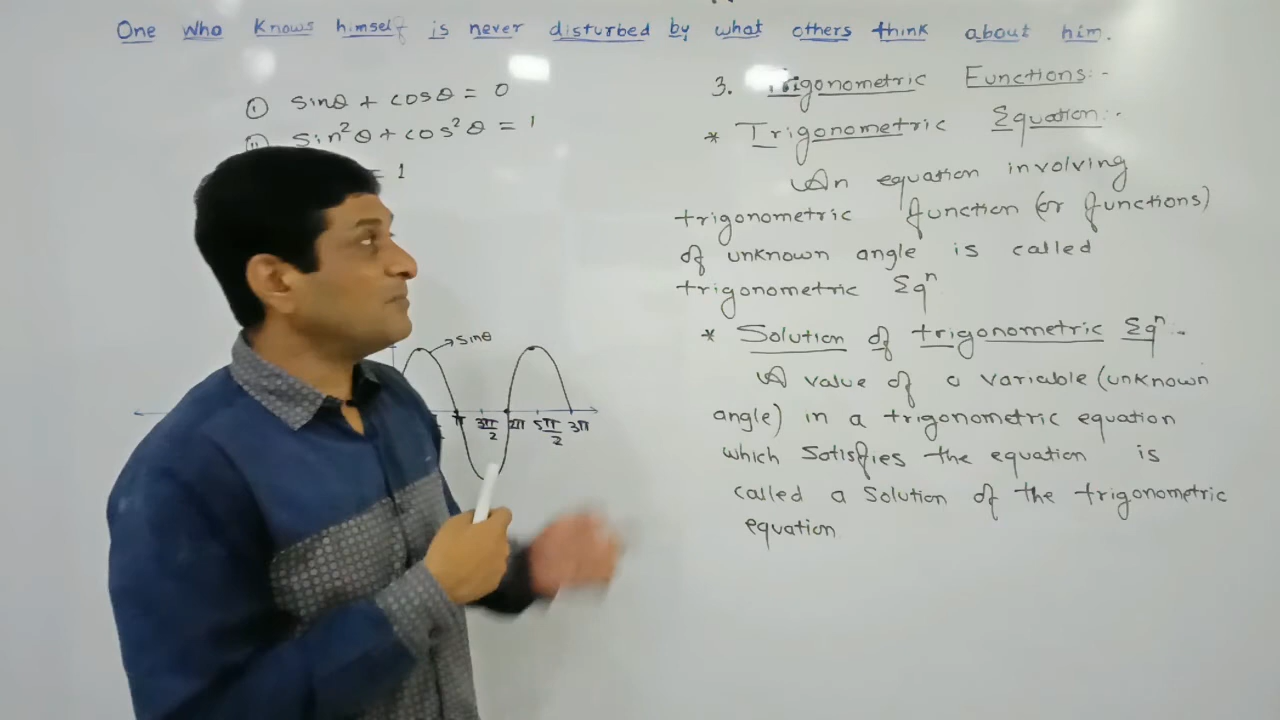 One who knows himself is never disturbed by what others think about him.
① sinθ + cosθ = 0
② sin²θ + cos²θ = 1
= 1
sinθ
π 3π/2 2π 5π/2 3π
3. Trigonometric Functions:-
* Trigonometric Equation:-
An equation involving
trigonometric function (or functions)
of unknown angle is called
trigonometric Eqⁿ
* Solution of trigonometric Eqⁿ:-
A value of a variable (unknown
angle) in a trigonometric equation
which satisfies the equation is
called a solution of the trigonometric
equation